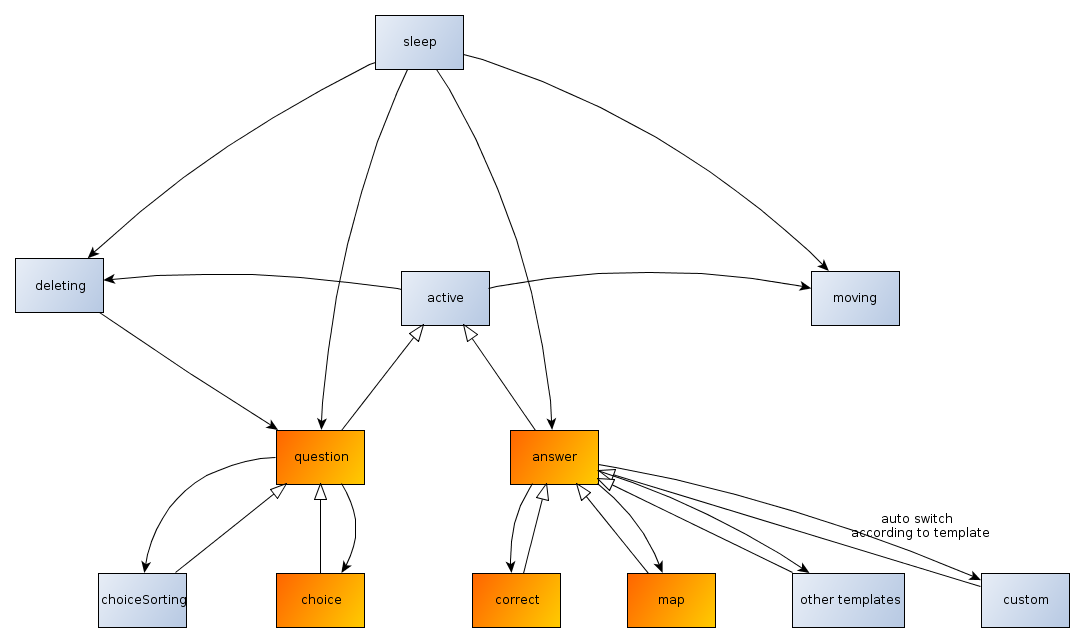 sleep
deleting
active
moving
question
answer
auto switch
according to template
choiceSorting
choice
correct
map
other templates
custom